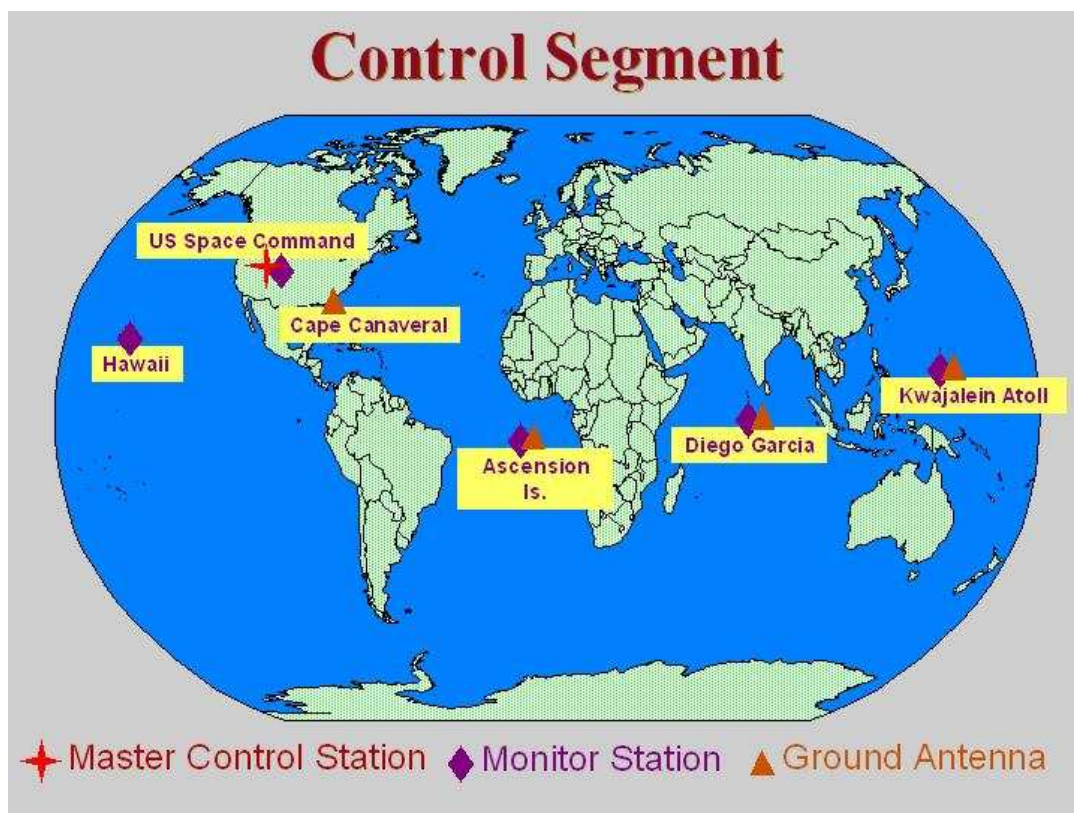 Control Segment
US Space Command
Cape Canaveral
Hawaii
Kwajalein Atoll
Diego Garcia
Ascension
Is.
Master Control Station
Monitor Station
Ground Antenna